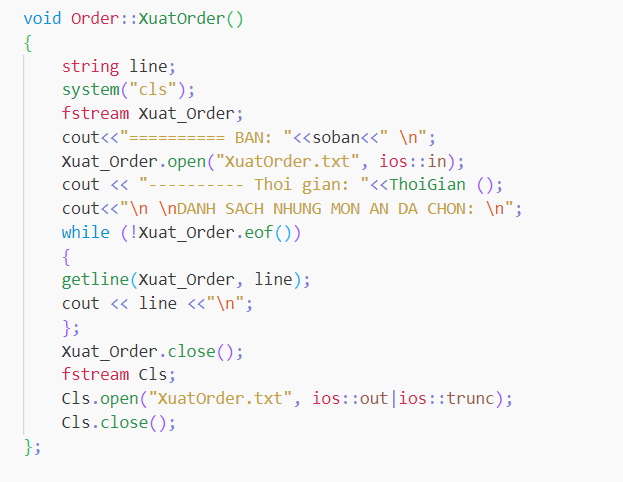 void Order::XuatOrder()
{
string line;
system("cls");
fstream Xuat_Order;
cout<<"========== BAN: "<<soban<<" \n";
Xuat_Order.open("XuatOrder.txt", ios::in);
cout << "---------- Thoi gian: "<<ThoiGian ();
cout<<"\n \nDANH SACH NHUNG MON AN DA CHON: \n";
while (!Xuat_Order.eof())
{
getline(Xuat_Order, line);
cout << line <<"\n";
};
Xuat_Order.close();
fstream Cls;
Cls.open("XuatOrder.txt", ios::out|ios::trunc);
Cls.close();
};